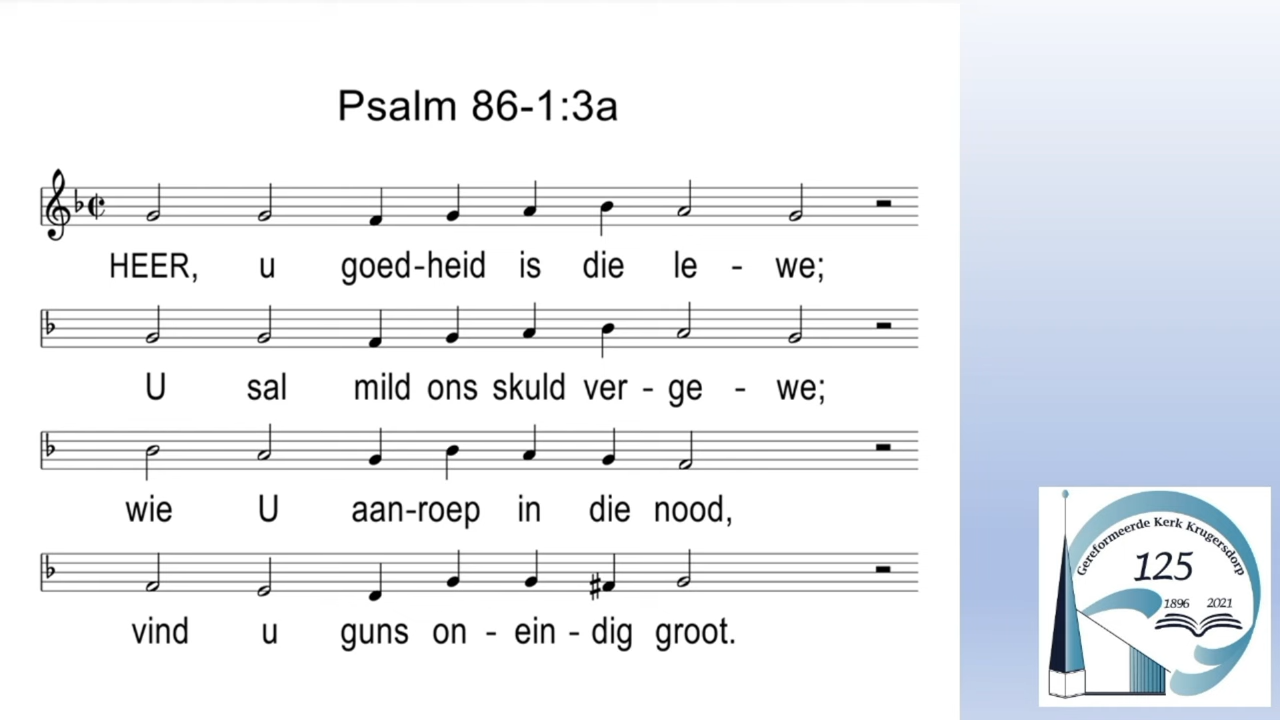 Psalm 86-1:3a
HEER, u goed-heid is die le - we;
U sal mild ons skuld ver - ge - we;
wie U aan-roep in die nood,
vind u guns on - ein - dig groot.
Gereformeerde Kerk Krugersdorp
125
1896 2021